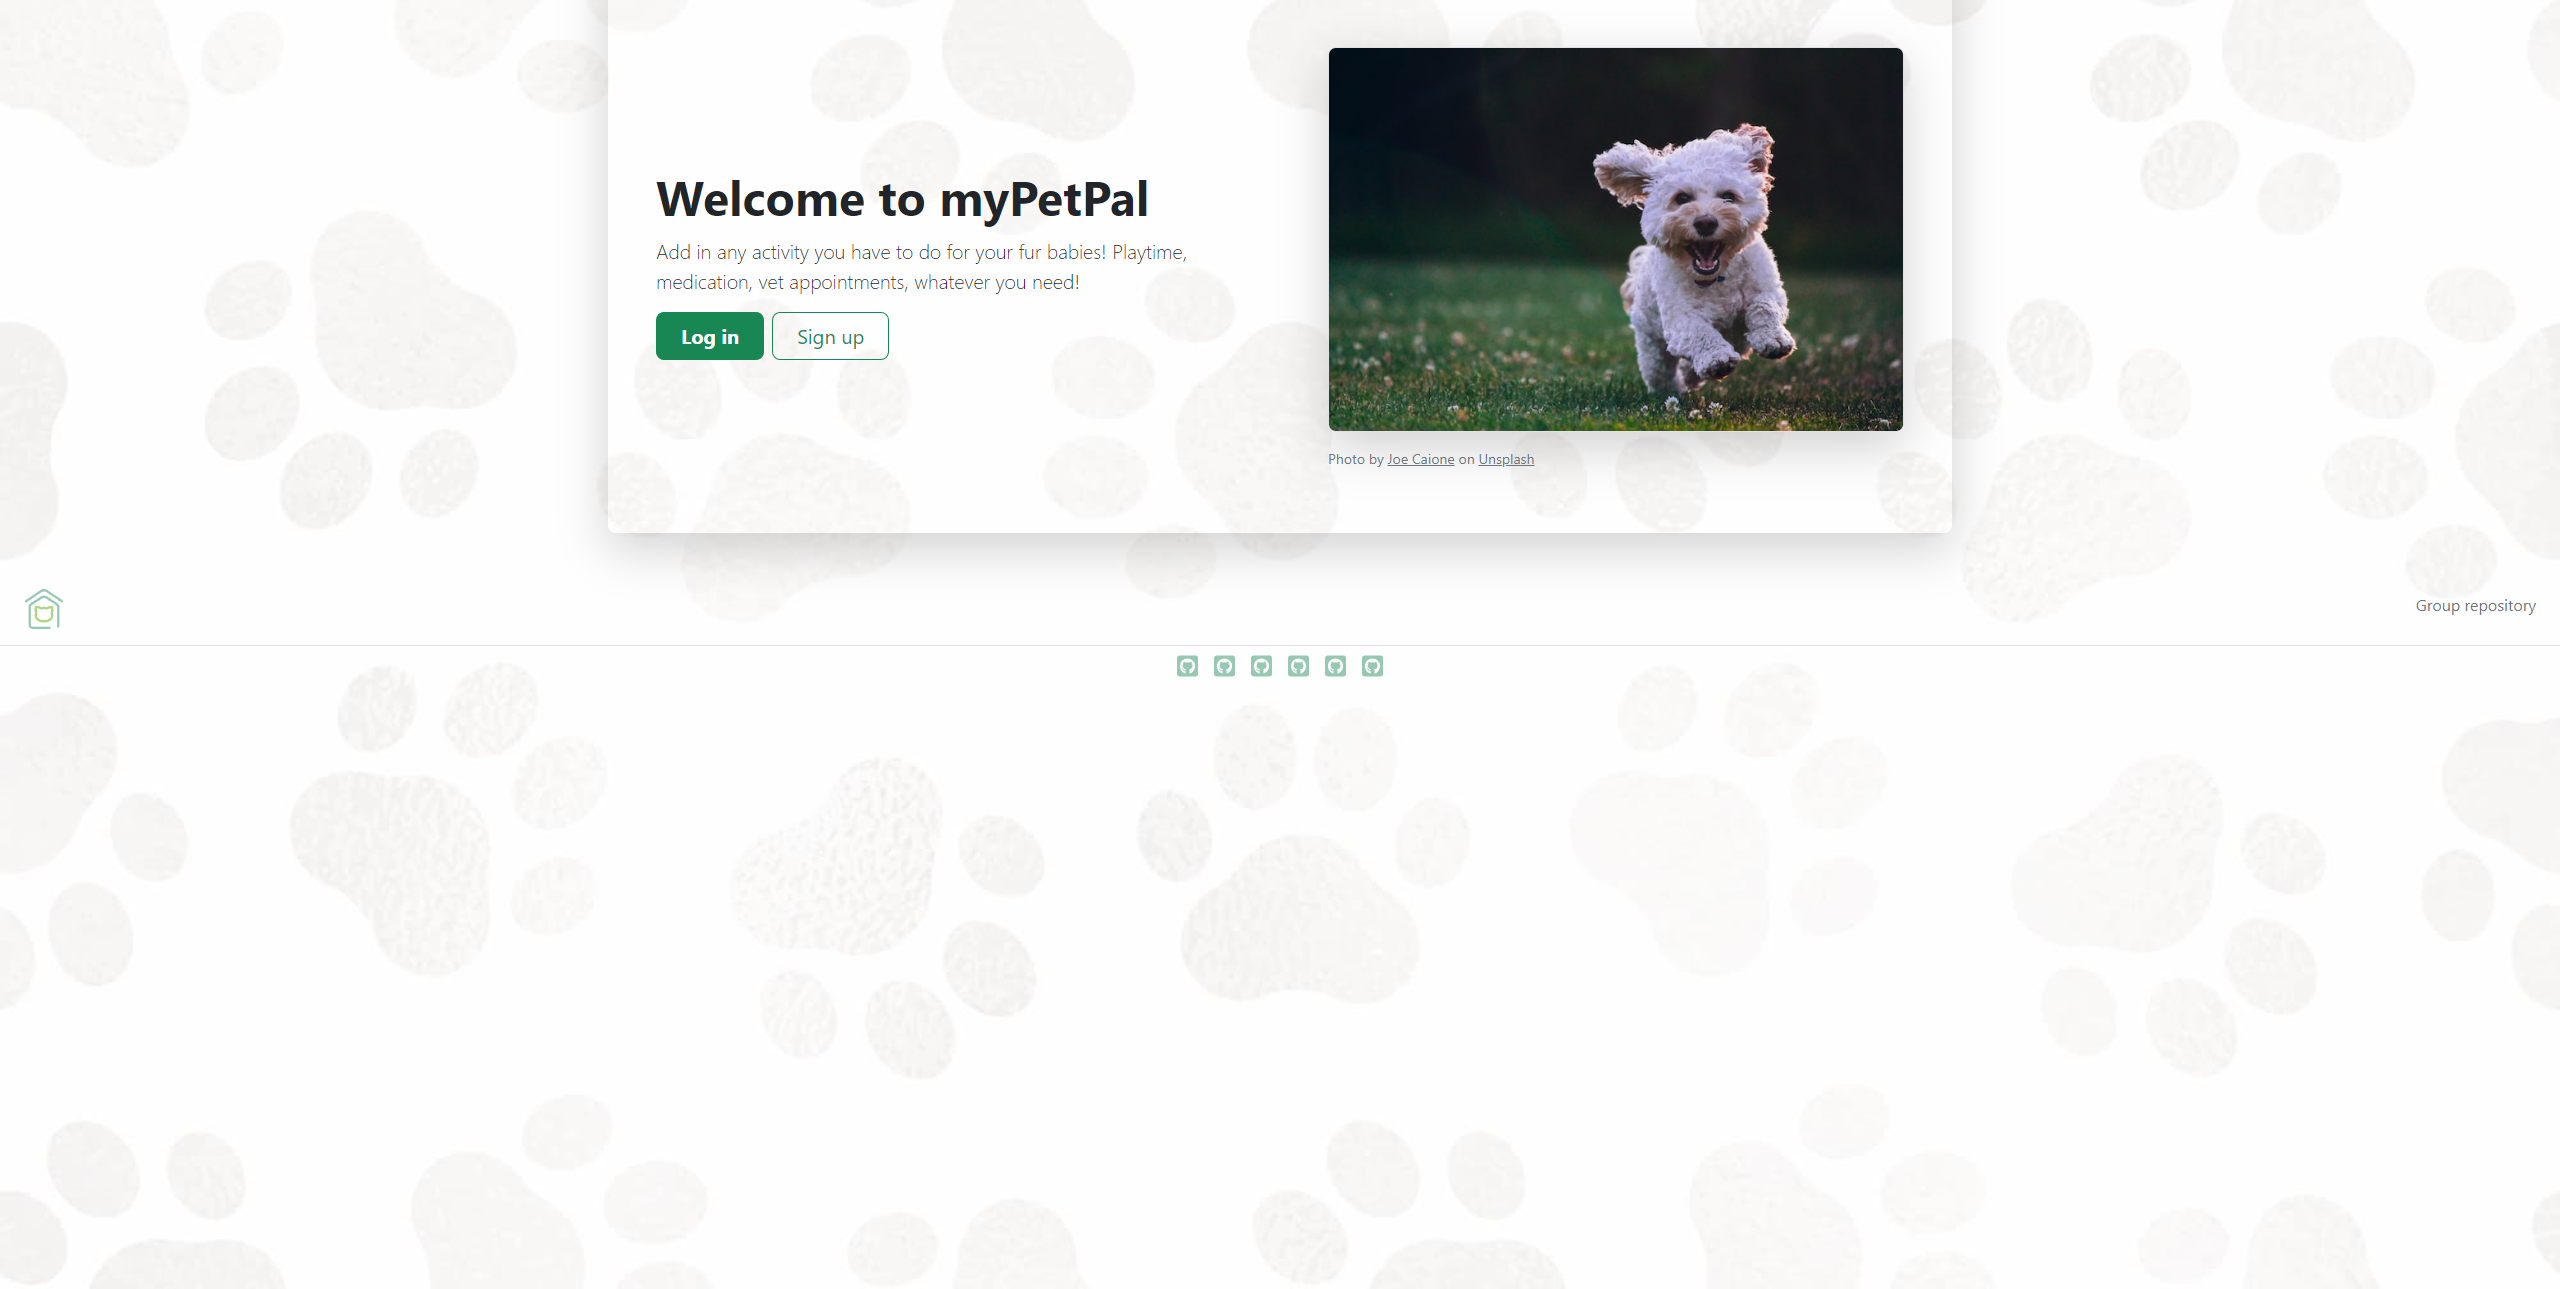 Welcome to myPetPal
Add in any activity you have to do for your fur babies! Playtime,
medication, vet appointments, whatever you need!
Log in
Sign up
Photo by Joe Caione on Unsplash
Group repository